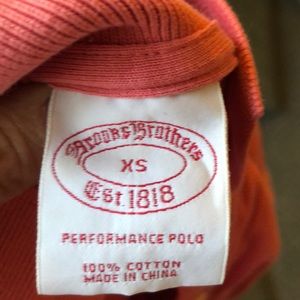 Brooks Brothers
XS
Est. 1818
PERFORMANCE POLO
100% COTTON
MADE IN CHINA